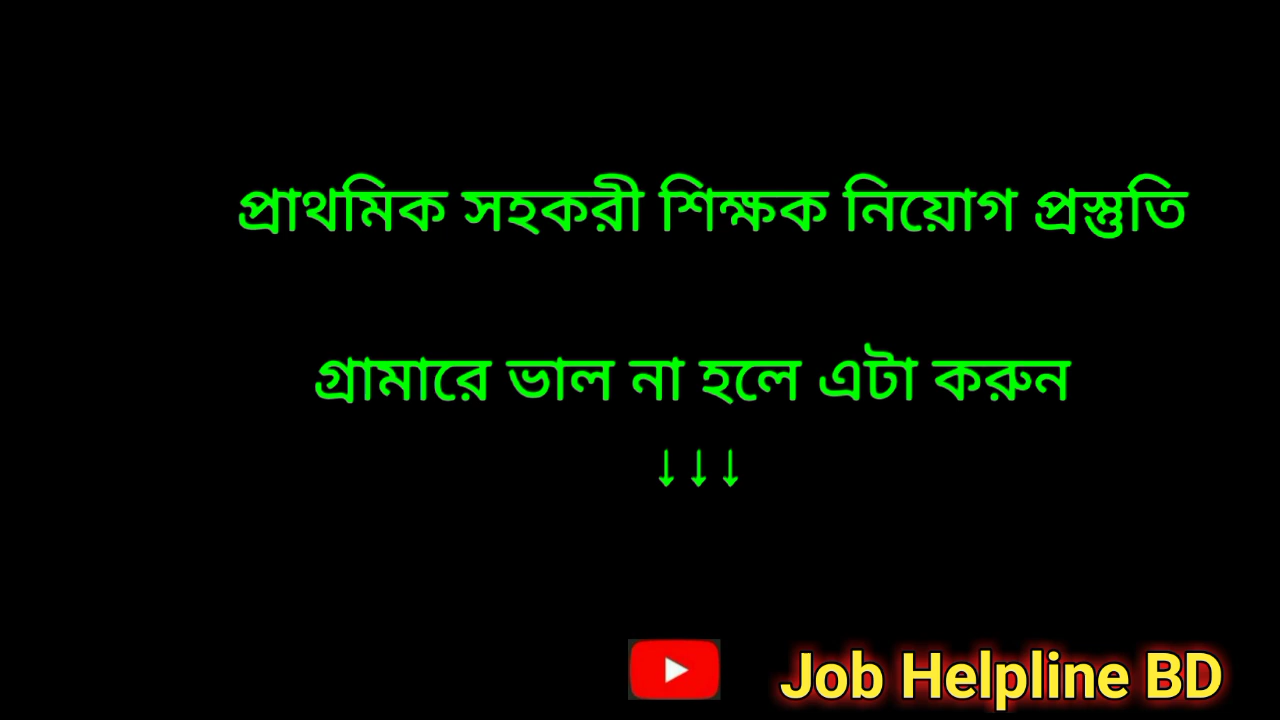 প্রাথমিক সহকরী শিক্ষক নিয়োগ প্রস্তুতি
গ্রামারে ভাল না হলে এটা করুন
↓↓↓
Job Helpline BD